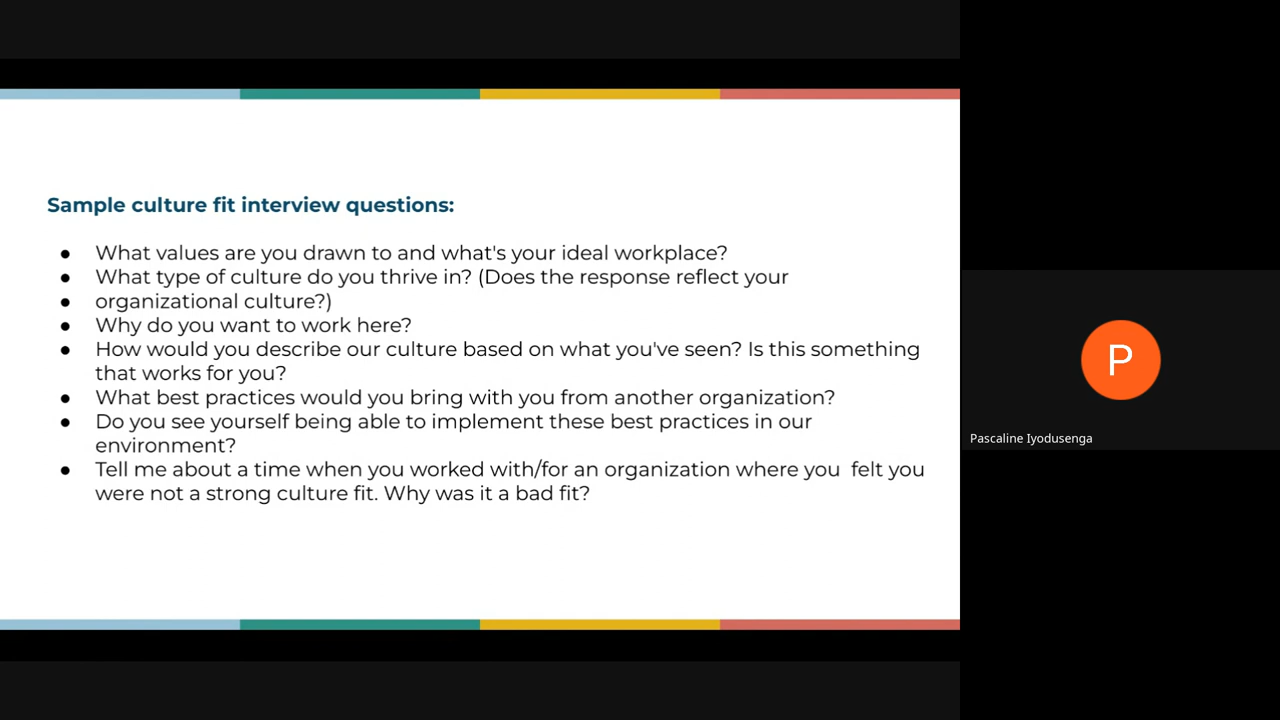 Sample culture fit interview questions:
● What values are you drawn to and what's your ideal workplace?
● What type of culture do you thrive in? (Does the response reflect your
● organizational culture?)
● Why do you want to work here?
● How would you describe our culture based on what you've seen? Is this something
that works for you?
● What best practices would you bring with you from another organization?
● Do you see yourself being able to implement these best practices in our
environment?
● Tell me about a time when you worked with/for an organization where you  felt you
were not a strong culture fit. Why was it a bad fit?
P
Pascaline Iyodusenga